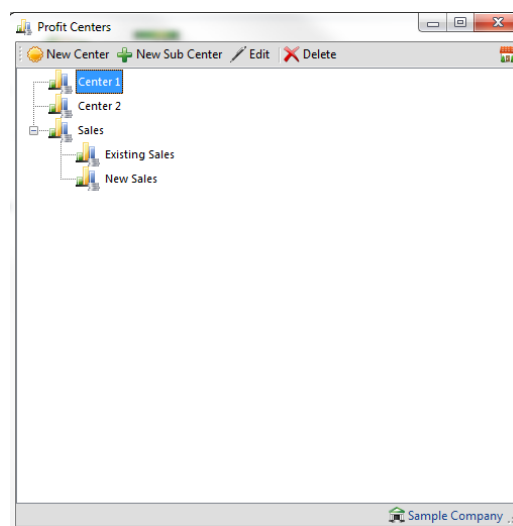 Profit Centers
New Center New Sub Center Edit Delete
Center 1
Center 2
Sales
Existing Sales
New Sales
Sample Company